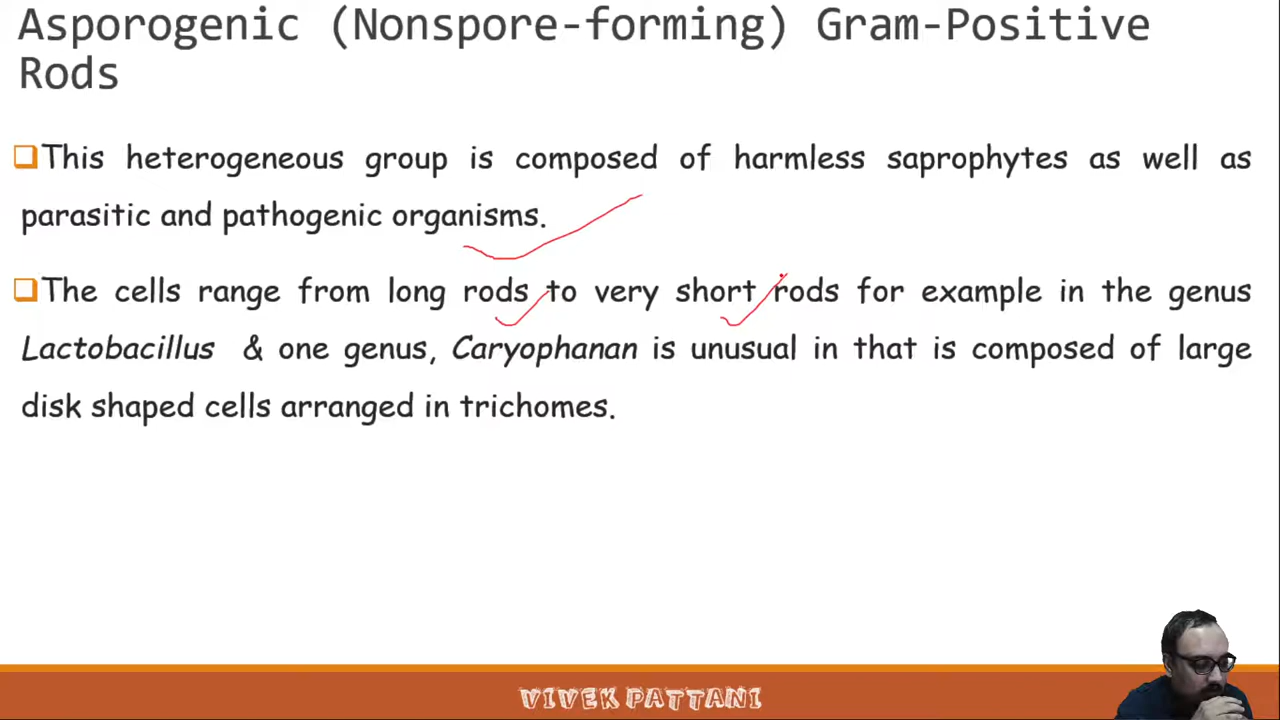 Asporogenic (Nonspore-forming) Gram-Positive
Rods
This heterogeneous group is composed of harmless saprophytes as well as
parasitic and pathogenic organisms.
The cells range from long rods to very short rods for example in the genus
Lactobacillus & one genus, Caryophanan is unusual in that is composed of large
disk shaped cells arranged in trichomes.
VIVEK PATTANI